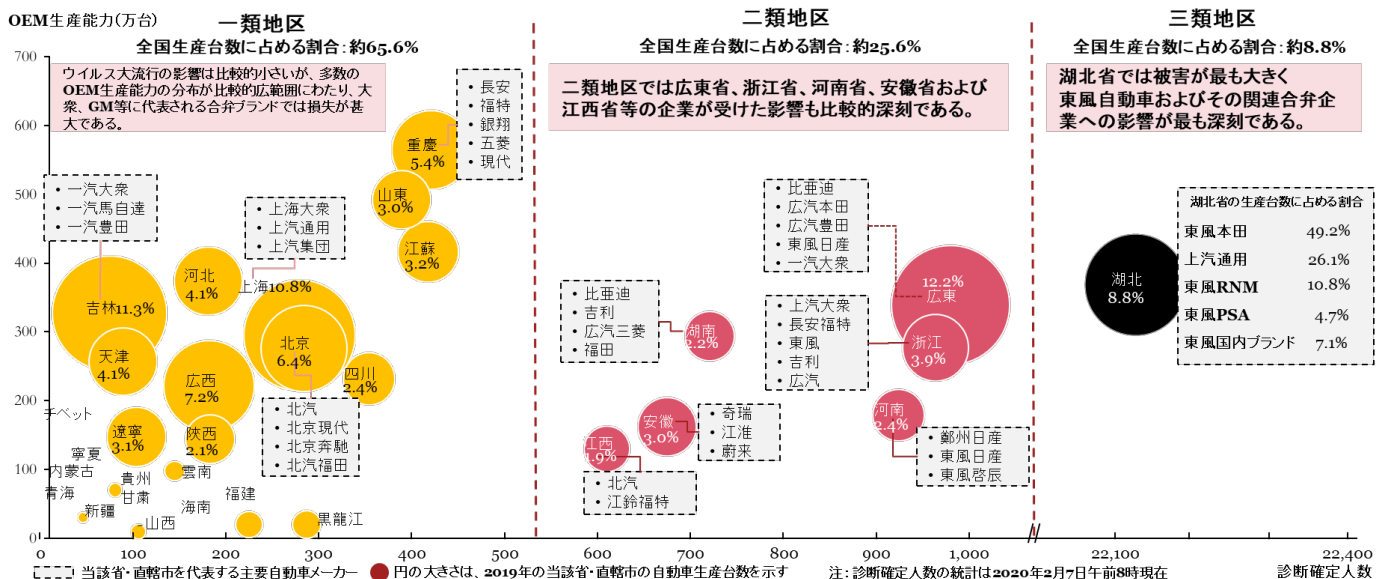 OEM生産能力(万台)
一類地区
全国生産台数に占める割合:約65.6%
ウイルス大流行の影響は比較的小さいが、多数の
OEM生産能力の分布が比較的広範囲にわたり、大
衆、GM等に代表される合弁ブランドでは損失が甚
大である。
二類地区
全国生産台数に占める割合:約25.6%
二類地区では広東省、浙江省、河南省、安徽省および
江西省等の企業が受けた影響も比較的深刻である。
三類地区
全国生産台数に占める割合:約8.8%
湖北省では被害が最も大きく
東風自動車およびその関連合弁企
業への影響が最も深刻である。
700
600
500
400
300
200
100
0
• 長安
• 福特
• 銀翔
• 五菱
• 現代
重慶
5.4%
山東
3.0%
江蘇
3.2%
• 一汽大衆
• 一汽馬自達
• 一汽豊田
• 上海大衆
• 上汽通用
• 上汽集団
河北
4.1%
上海10.8%
吉林11.3%
天津
4.1%
北京
6.4%
四川
2.4%
広西
7.2%
• 北汽
• 北京現代
• 北京奔馳
• 北汽福田
チベット
遼寧
3.1%
陝西
2.1%
寧夏
内蒙古
青海
貴州
甘粛
雲南
新疆
海南
福建
山西
黒龍江
• 比亜迪
• 吉利
• 広汽三菱
• 福田
湖南
2.2%
• 比亜迪
• 広汽本田
• 広汽豊田
• 東風日産
• 一汽大衆
12.2%
広東
• 上汽大衆
• 長安福特
• 東風
• 吉利
• 広汽
浙江
3.9%
安徽
3.0%
• 奇瑞
• 江淮
• 蔚来
江西
1.9%
• 北汽
• 江鈴福特
河南
2.4%
• 鄭州日産
• 東風日産
• 東風啓辰
湖北
8.8%
湖北省の生産台数に占める割合
東風本田 49.2%
上汽通用 26.1%
東風RNM 10.8%
東風PSA 4.7%
東風国内ブランド 7.1%
0 100 200 300 400 500 600 700 800 900 1,000 22,100 22,400
当該省・直轄市を代表する主要自動車メーカー
円の大きさは、2019年の当該省・直轄市の自動車生産台数を示す
注:診断確定人数の統計は2020年2月7日午前8時現在
診断確定人数